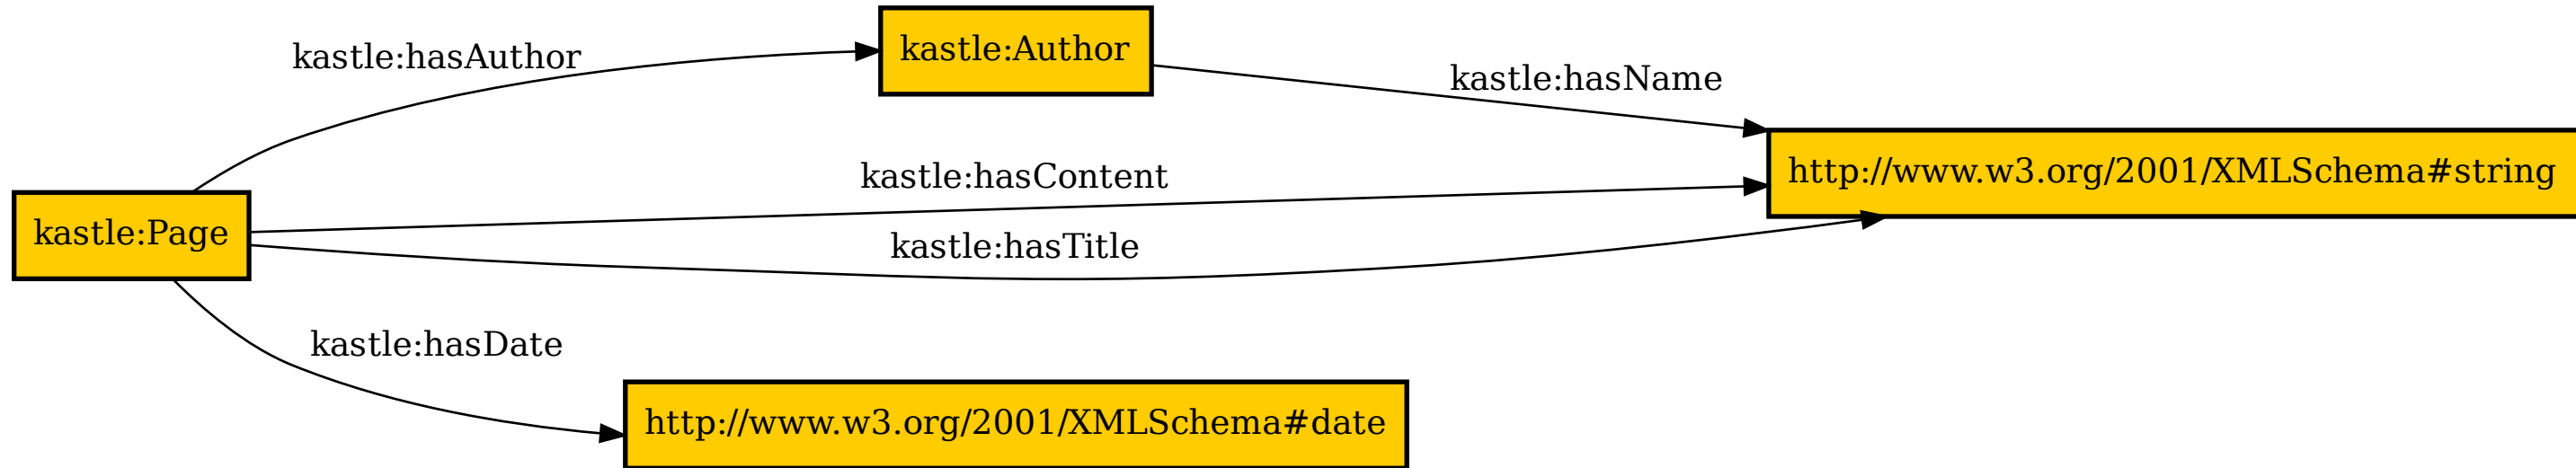 kastle:hasAuthor
kastle:Author
kastle:hasName
kastle:hasContent
http://www.w3.org/2001/XMLSchema#string
kastle:Page
kastle:hasTitle
kastle:hasDate
http://www.w3.org/2001/XMLSchema#date